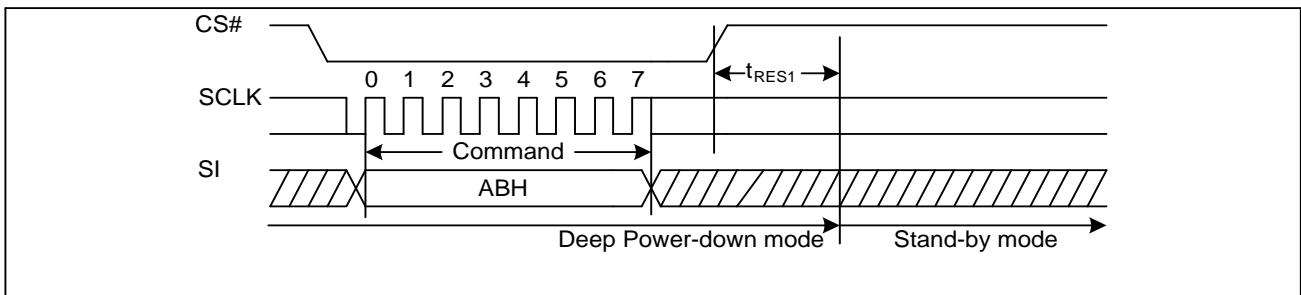 CS#
tRES1
0 1 2 3 4 5 6 7
SCLK
Command
SI
ABH
Deep Power-down mode
Stand-by mode